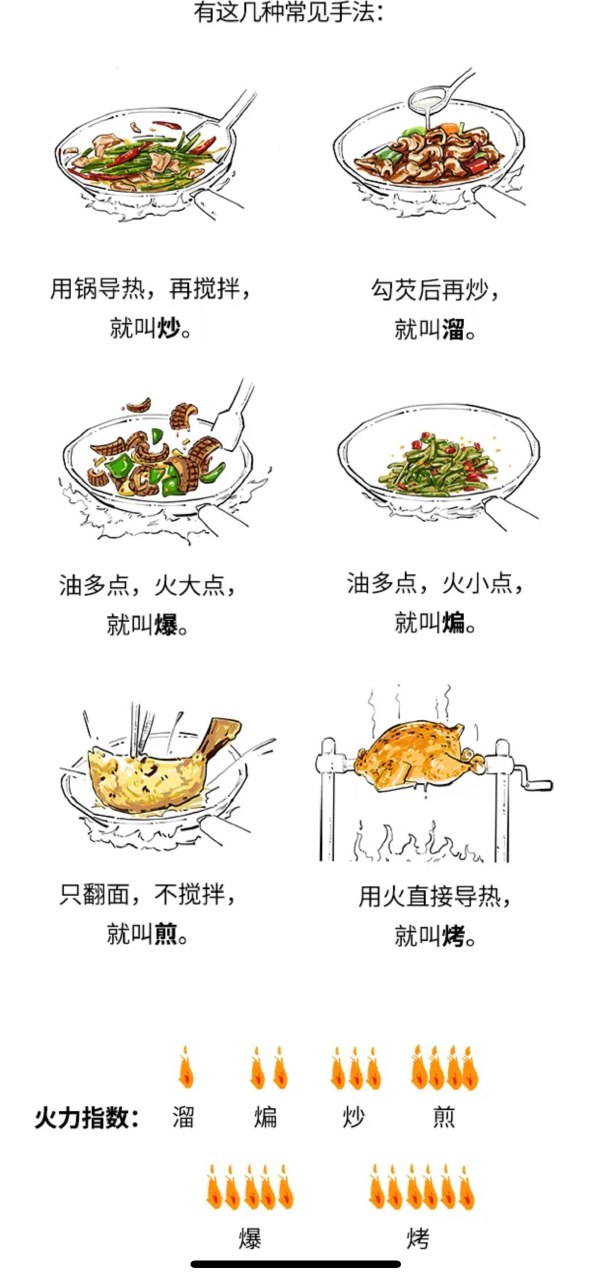 有这几种常见手法：
用锅导热，再搅拌，
就叫炒。
勾芡后再炒，
就叫溜。
油多点，火大点，
就叫爆。
油多点，火小点，
就叫煸。
只翻面，不搅拌，
就叫煎。
用火直接导热，
就叫烤。
火力指数： 溜 煸 炒 煎
爆 烤